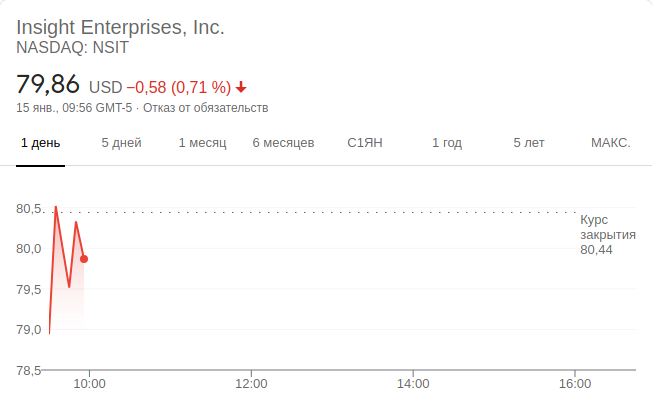 Insight Enterprises, Inc.
NASDAQ: NSIT
79,86 USD −0,58 (0,71 %)
15 янв., 09:56 GMT-5 · Отказ от обязательств
1 день 5 дней 1 месяц 6 месяцев С1ЯН 1 год 5 лет МАКС.
80,5
Курс
закрытия
80,44
80,0
79,5
79,0
78,5
10:00 12:00 14:00 16:00